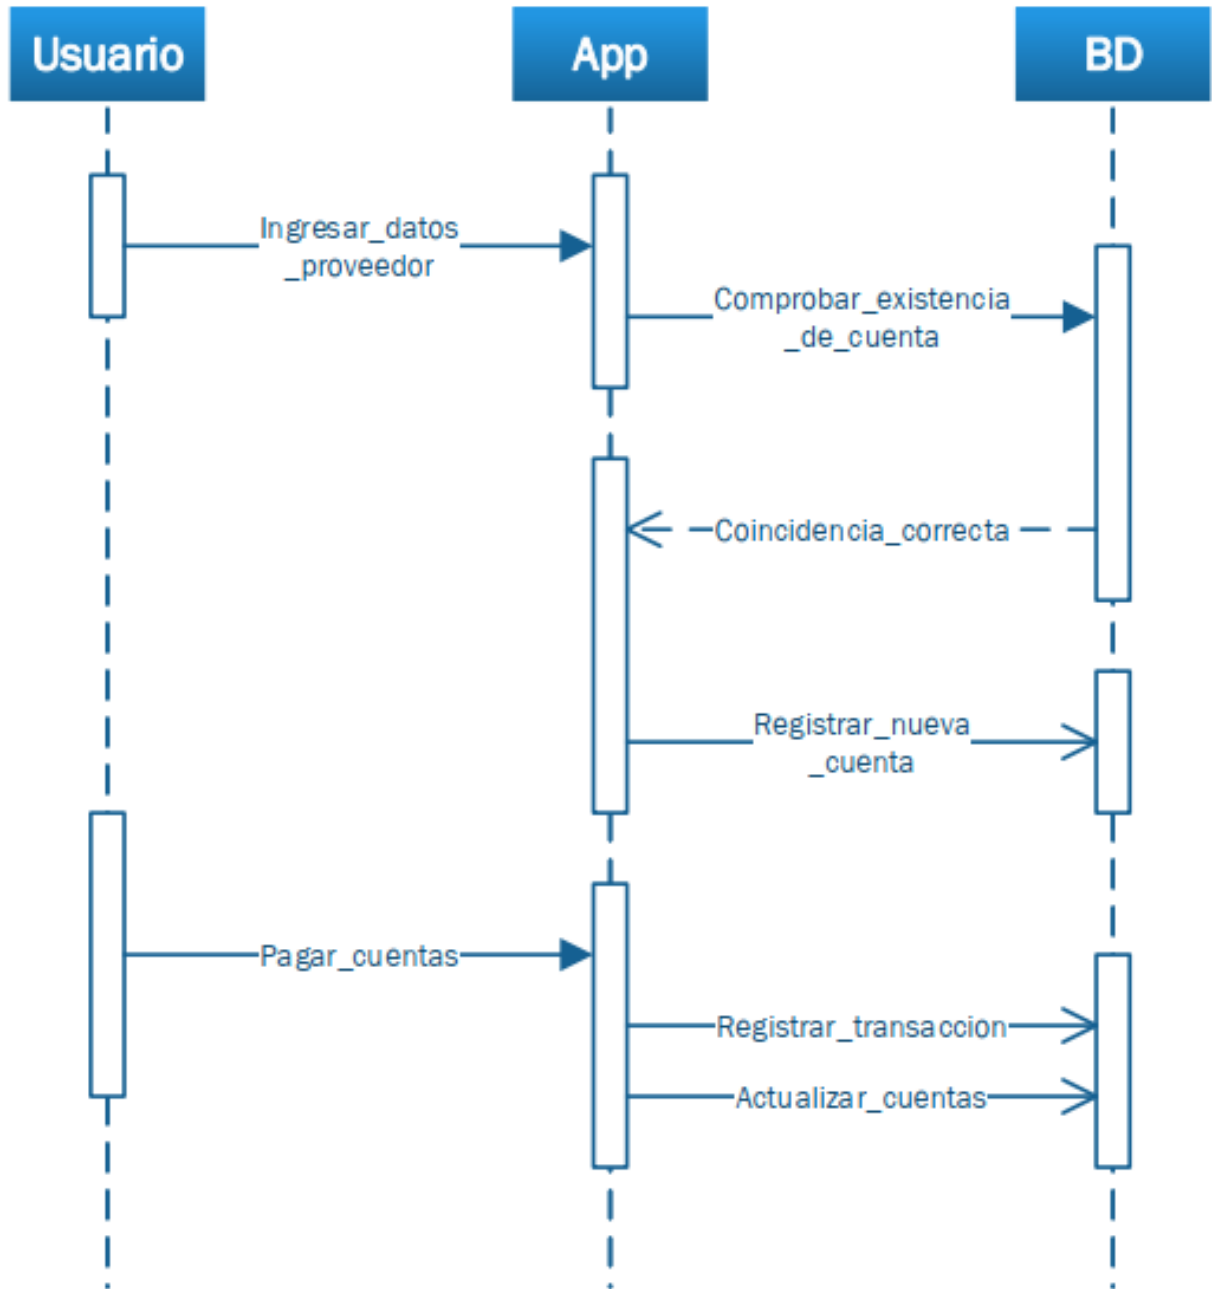 Usuario
App
BD
Ingresar_datos
_proveedor
Comprobar_existencia
_de_cuenta
Coincidencia_correcta
Registrar_nueva
_cuenta
Pagar_cuentas
Registrar_transaccion
Actualizar_cuentas